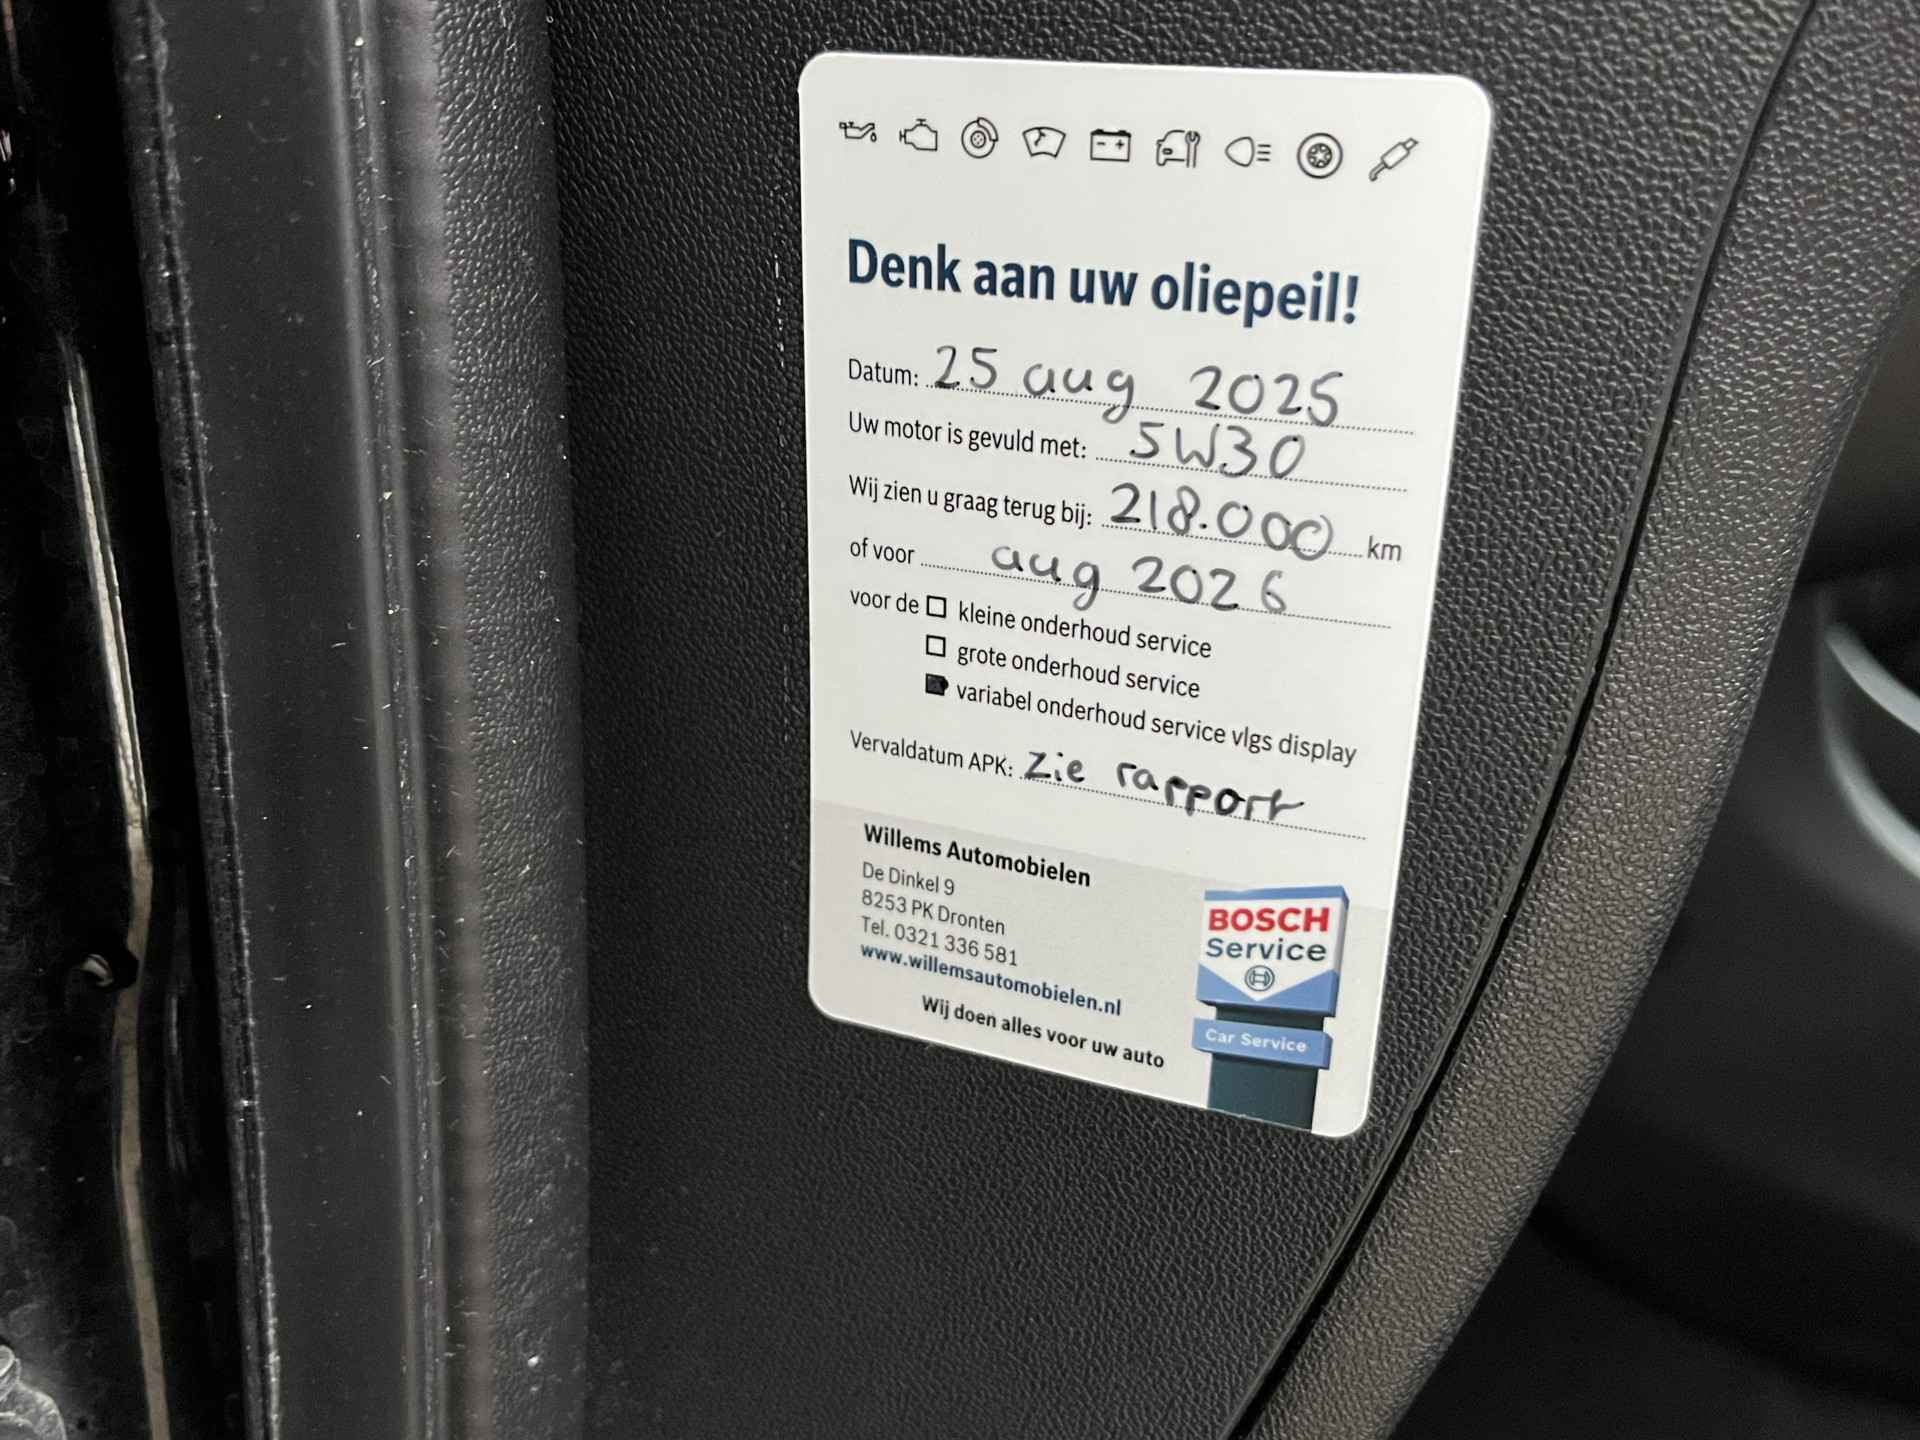 Denk aan uw oliepeil!
Datum: 25 aug 2025
Uw motor is gevuld met: 5W30
Wij zien u graag terug bij: 218.000 km
of voor aug 2026
voor de kleine onderhoud service
grote onderhoud service
variabel onderhoud service vlgs display
Vervaldatum APK: zie rapport
Willems Automobielen
De Dinkel 9
8253 PK Dronten
Tel. 0321 336 581
www.willemsautomobielen.nl
Wij doen alles voor uw auto
BOSCH
Service
Car Service